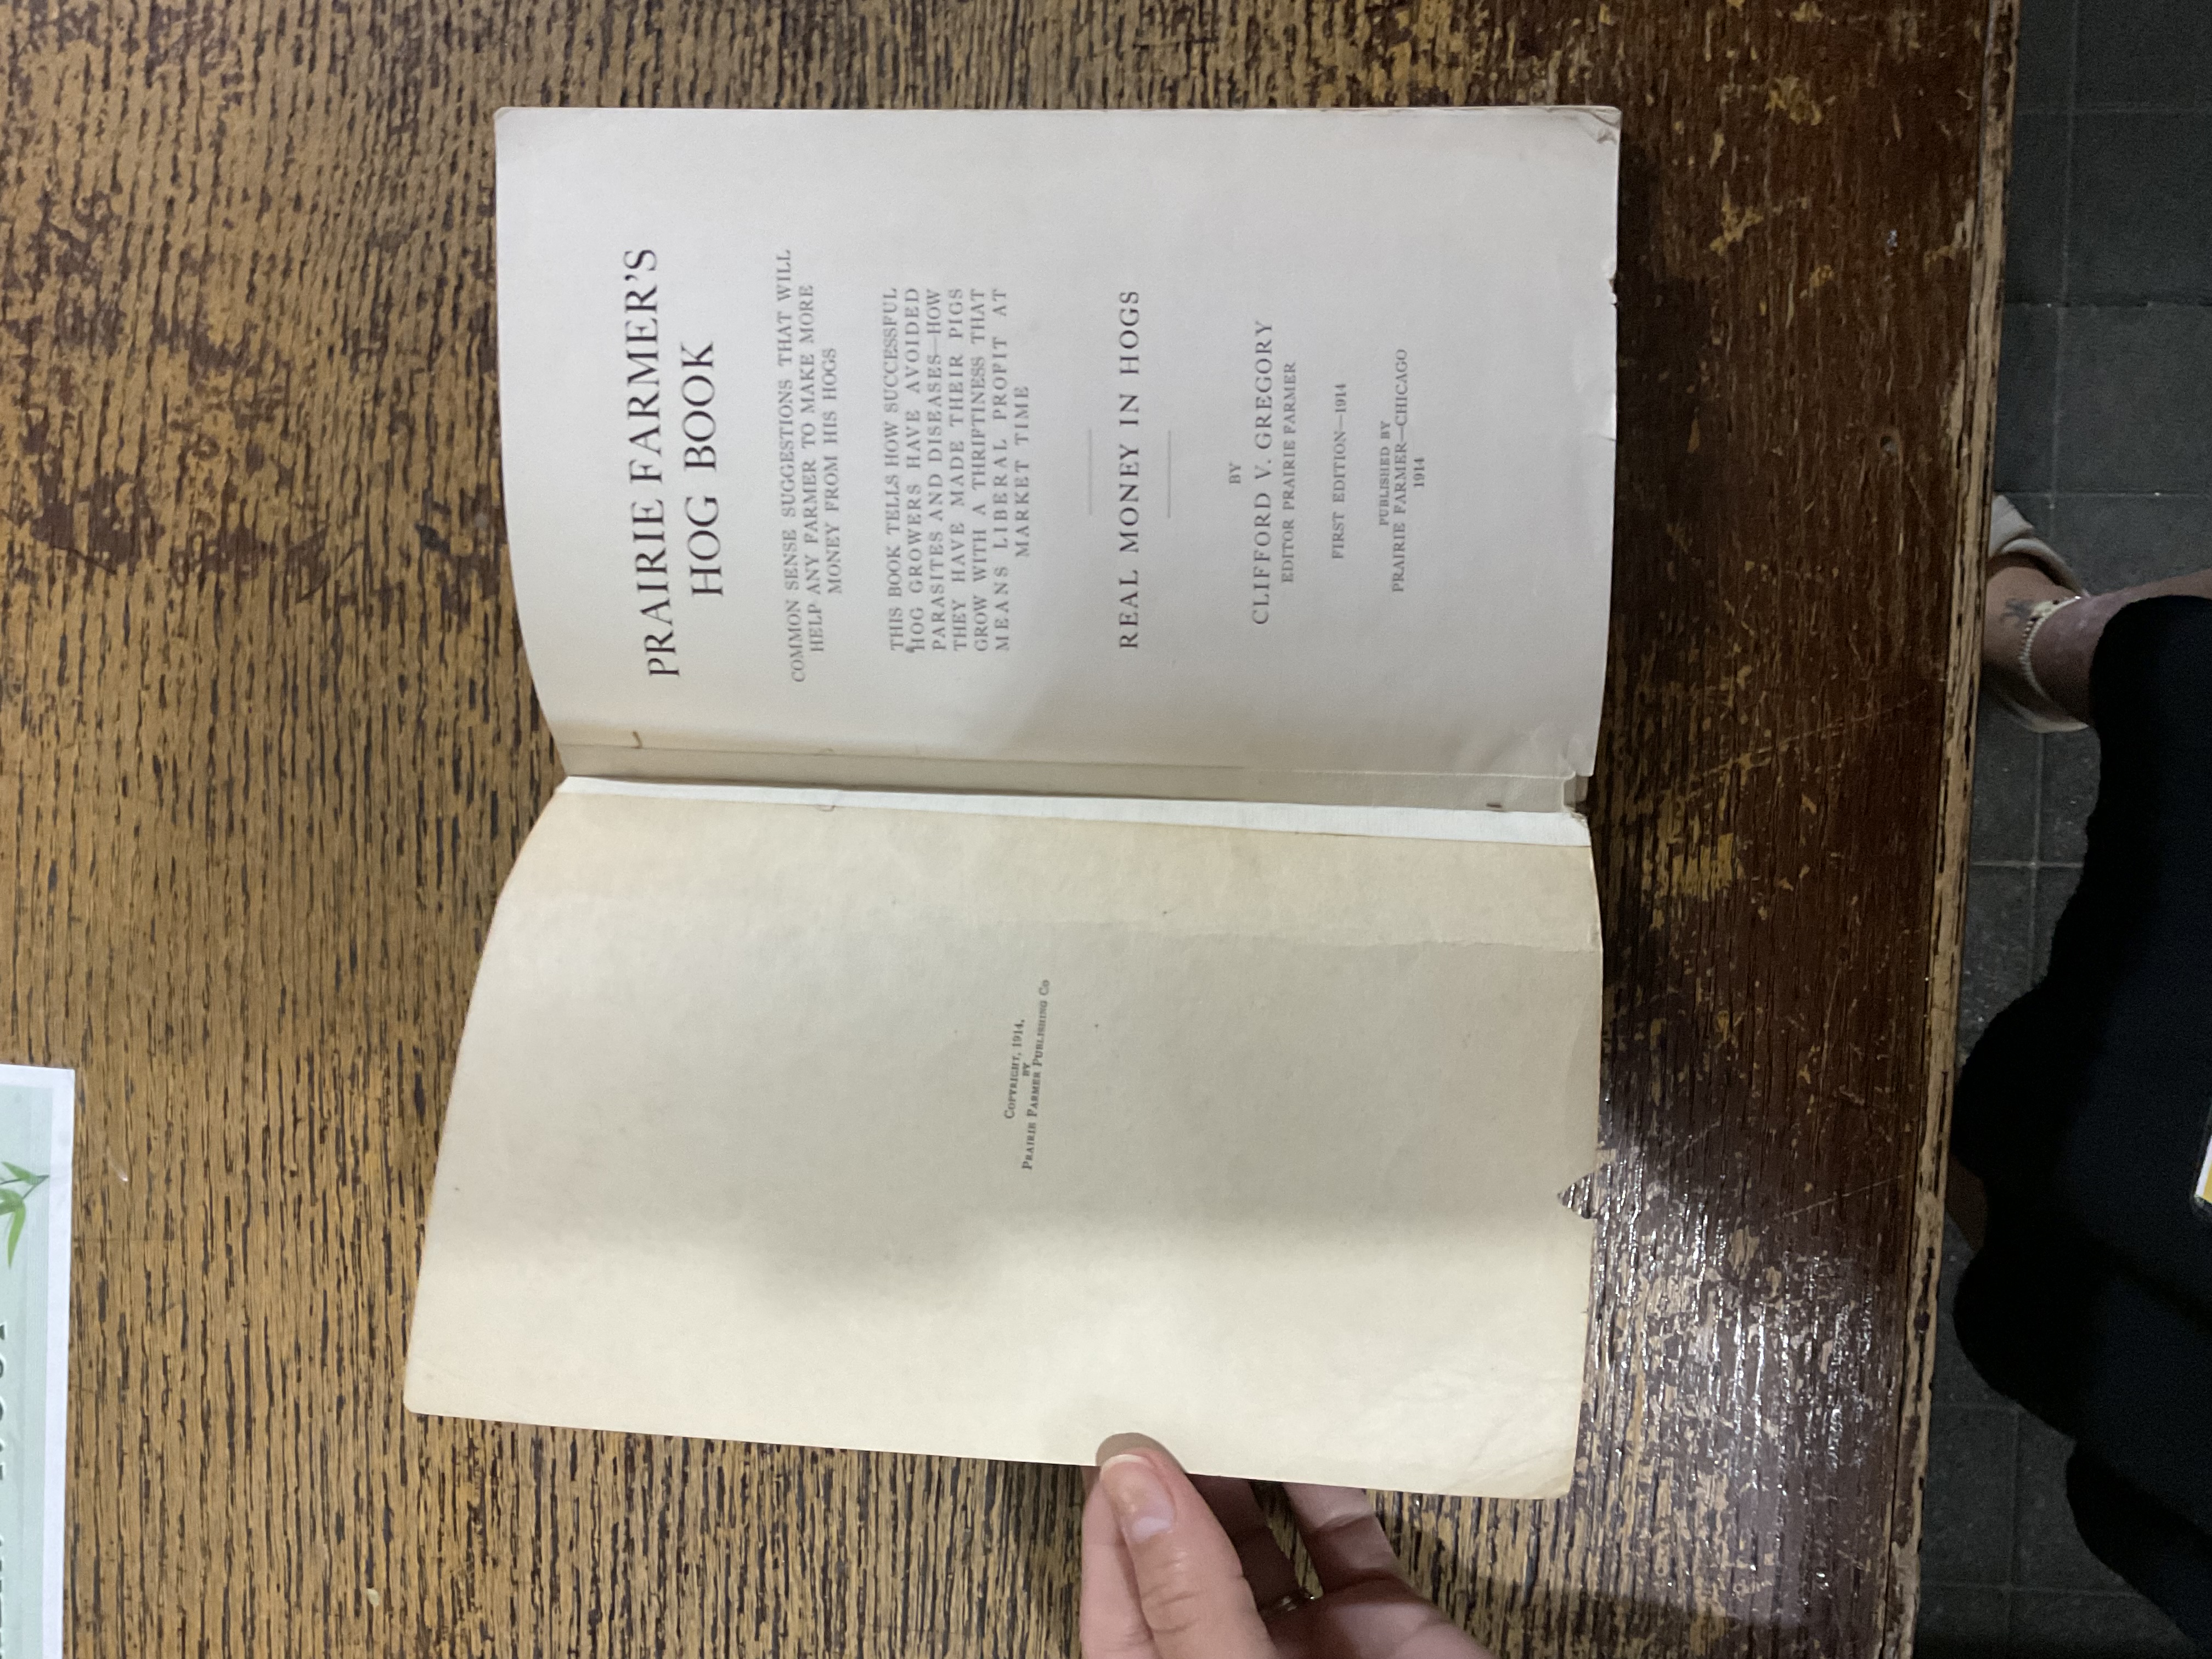 COPYRIGHT, 1914,
BY
PRAIRIE FARMER PUBLISHING CO
PRAIRIE FARMER'S
HOG BOOK
COMMON SENSE SUGGESTIONS THAT WILL
HELP ANY FARMER TO MAKE MORE
MONEY FROM HIS HOGS
THIS BOOK TELLS HOW SUCCESSFUL
HOG GROWERS HAVE AVOIDED
PARASITES AND DISEASES—HOW
THEY HAVE MADE THEIR PIGS
GROW WITH A THRIFTINESS THAT
MEANS LIBERAL PROFIT AT
MARKET TIME
REAL MONEY IN HOGS
BY
CLIFFORD V. GREGORY
EDITOR PRAIRIE FARMER
FIRST EDITION—1914
PUBLISHED BY
PRAIRIE FARMER—CHICAGO
1914